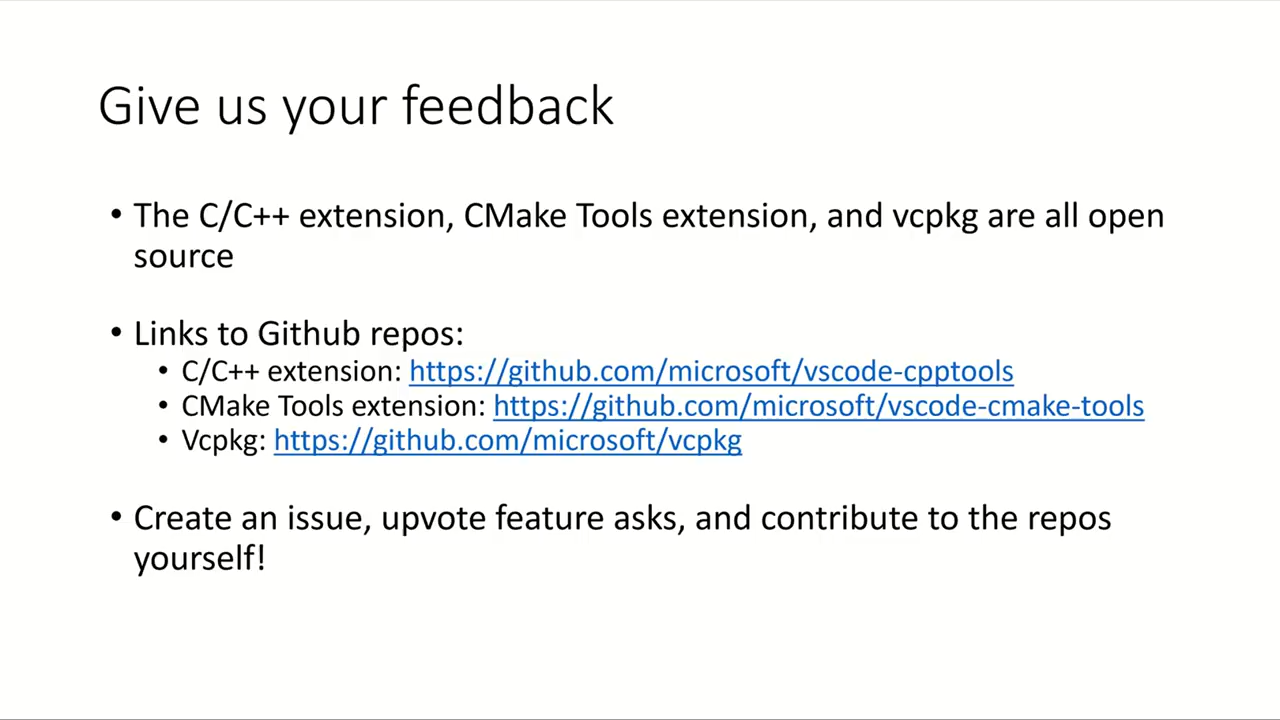 Give us your feedback
• The C/C++ extension, CMake Tools extension, and vcpkg are all open
source
• Links to Github repos:
• C/C++ extension: https://github.com/microsoft/vscode-cpptools
• CMake Tools extension: https://github.com/microsoft/vscode-cmake-tools
• Vcpkg: https://github.com/microsoft/vcpkg
• Create an issue, upvote feature asks, and contribute to the repos
yourself!